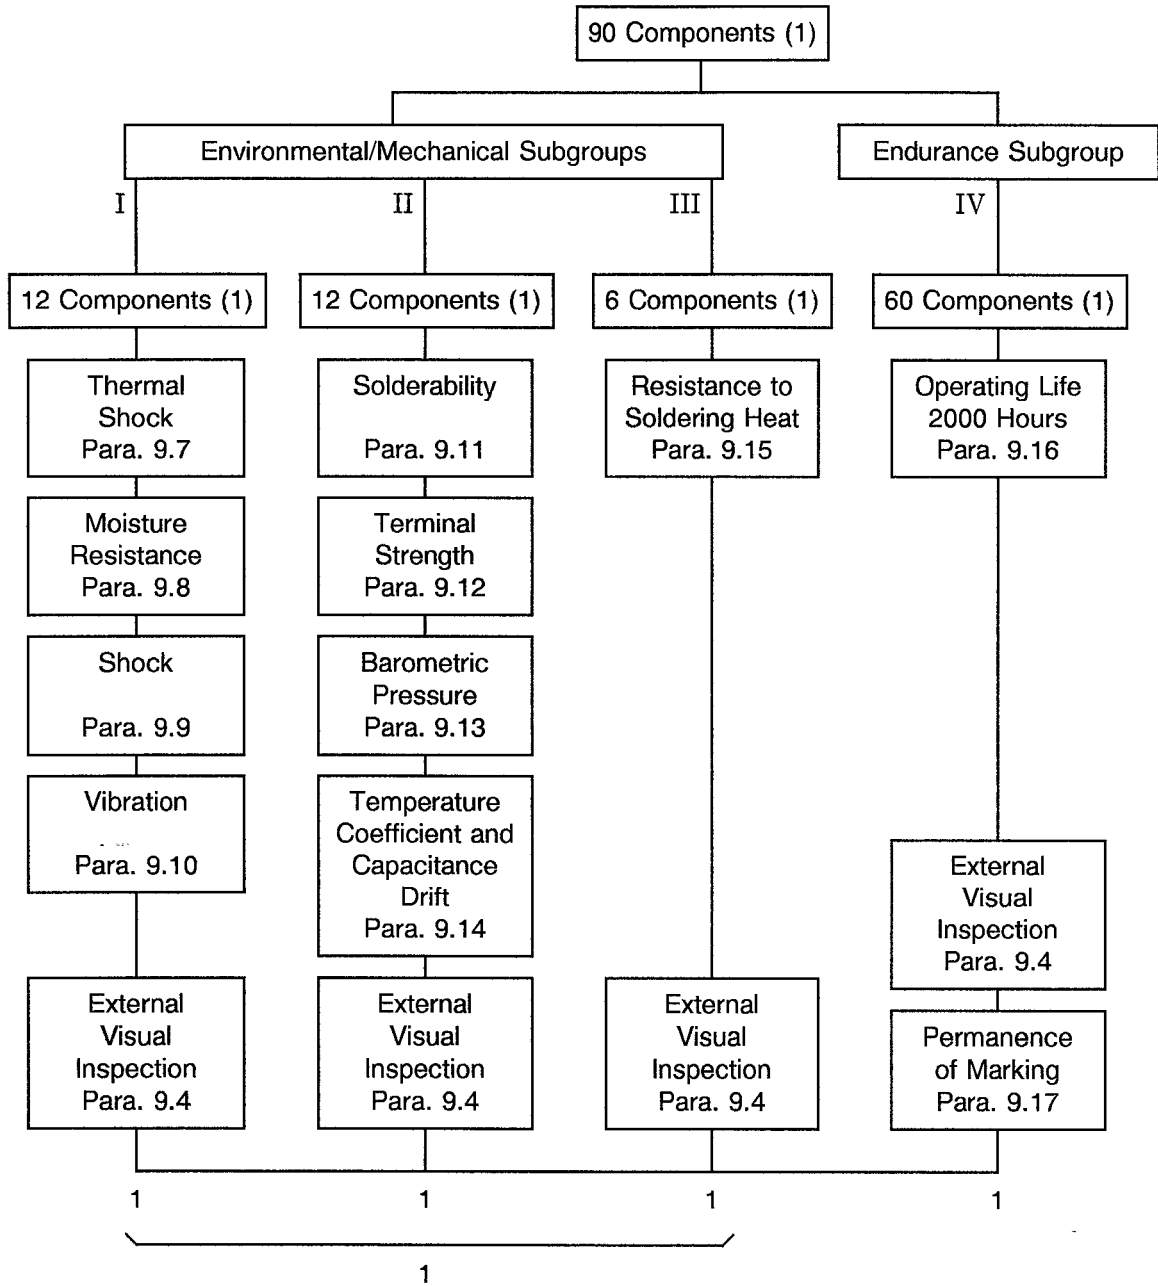 90 Components (1)
Environmental/Mechanical Subgroups
Endurance Subgroup
I
II
III
IV
12 Components (1)
12 Components (1)
6 Components (1)
60 Components (1)
Thermal
Shock
Para. 9.7
Solderability
Para. 9.11
Resistance to
Soldering Heat
Para. 9.15
Operating Life
2000 Hours
Para. 9.16
Moisture
Resistance
Para. 9.8
Terminal
Strength
Para. 9.12
Shock
Para. 9.9
Barometric
Pressure
Para. 9.13
Vibration
Para. 9.10
Temperature
Coefficient and
Capacitance
Drift
Para. 9.14
External
Visual
Inspection
Para. 9.4
External
Visual
Inspection
Para. 9.4
External
Visual
Inspection
Para. 9.4
External
Visual
Inspection
Para. 9.4
Permanence
of Marking
Para. 9.17
1
1
1
1
1